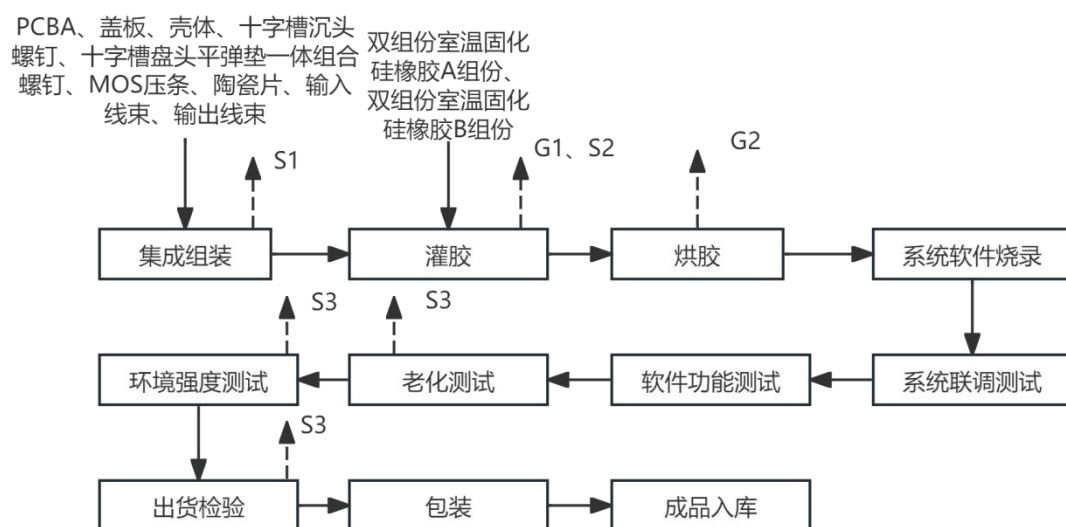 PCBA、盖板、壳体、十字槽沉头
螺钉、十字槽盘头平弹垫一体组合
螺钉、MOS压条、陶瓷片、输入
线束、输出线束
双组份室温固化
硅橡胶A组份、
双组份室温固化
硅橡胶B组份
S1
G1、S2
G2
集成组装
灌胶
烘胶
系统软件烧录
S3
S3
环境强度测试
老化测试
软件功能测试
系统联调测试
S3
出货检验
包装
成品入库